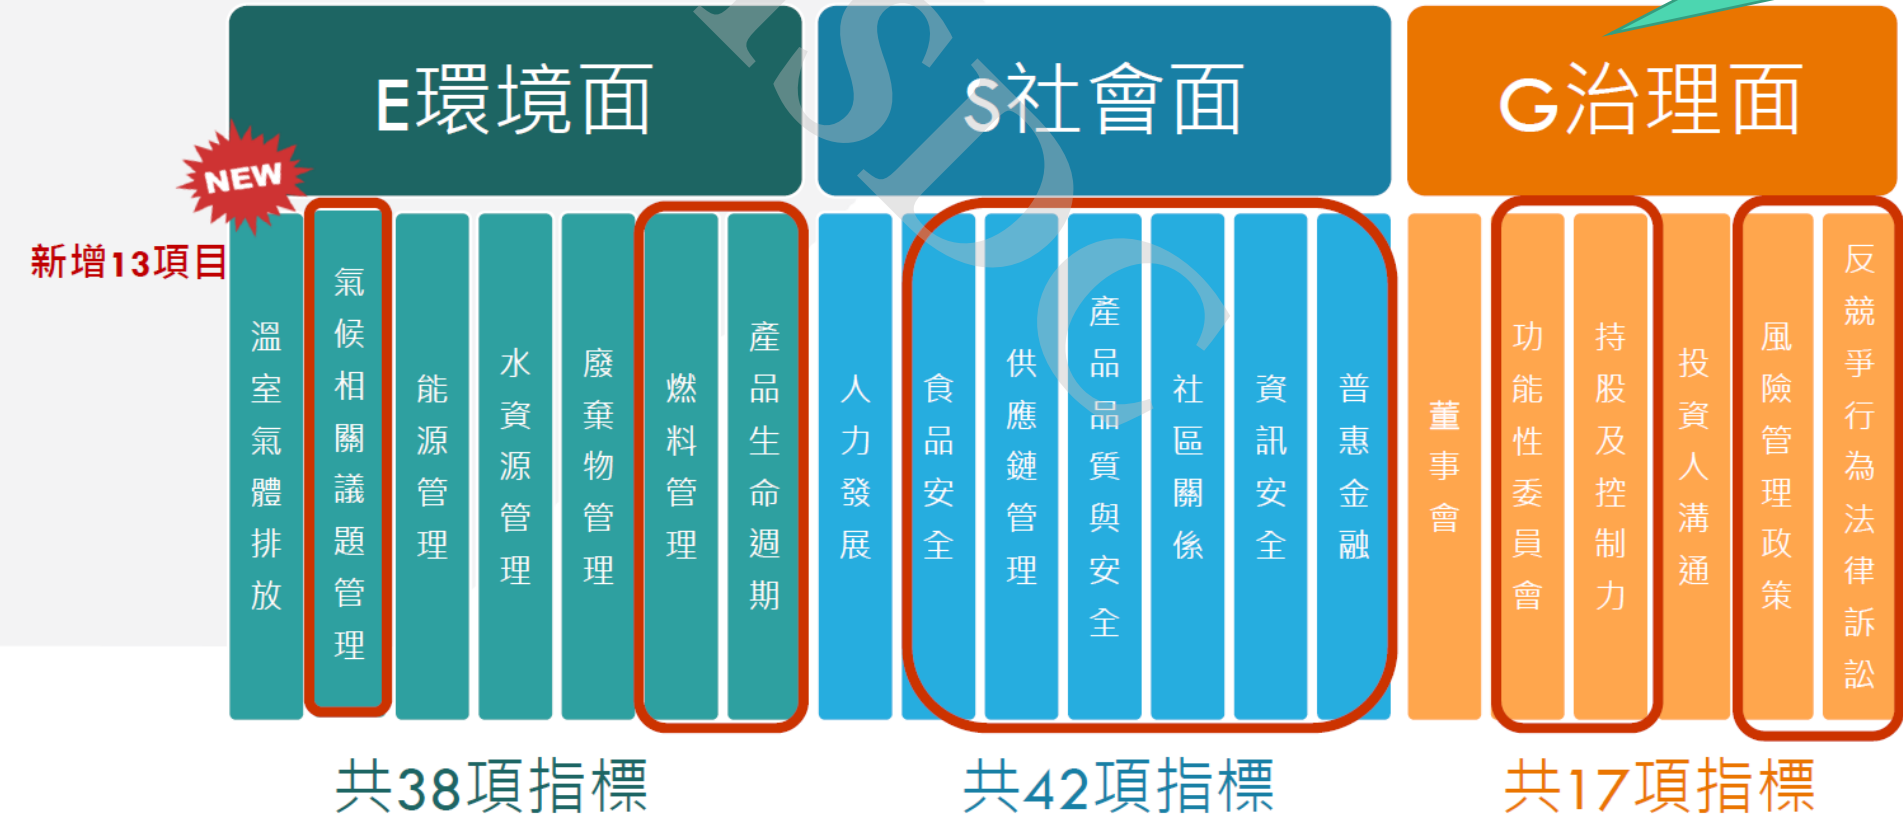 E環境面
S社會面
G治理面
NEW
新增13項目
溫室氣體排放
氣候相關議題管理
能源管理
水資源管理
廢棄物管理
燃料管理
產品生命週期
人力發展
食品安全
供應鏈管理
產品品質與安全
社區關係
資訊安全
普惠金融
董事會
功能性委員會
持股及控制力
投資人溝通
風險管理政策
反競爭行為法律訴訟
共38項指標
共42項指標
共17項指標